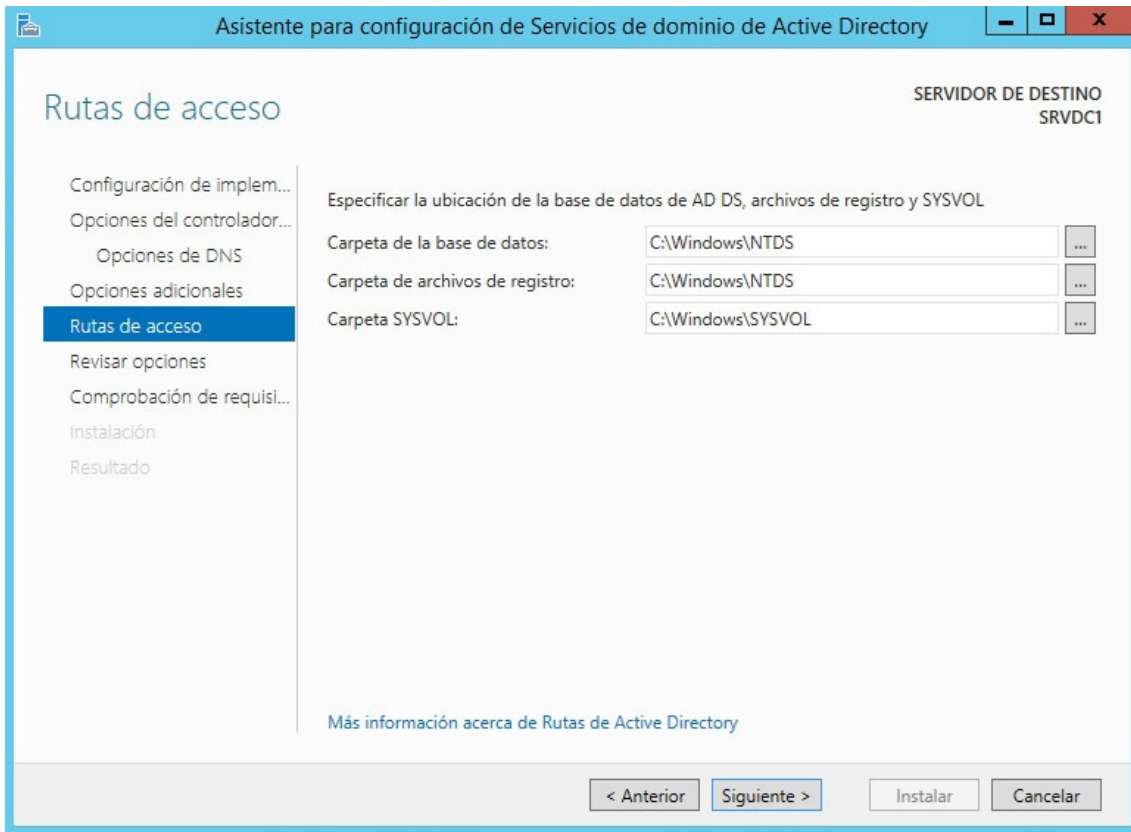 Asistente para configuración de Servicios de dominio de Active Directory
Rutas de acceso
SERVIDOR DE DESTINO
SRVDC1
Configuración de implem...
Opciones del controlador...
Opciones de DNS
Opciones adicionales
Rutas de acceso
Revisar opciones
Comprobación de requisi...
Instalación
Resultado
Especificar la ubicación de la base de datos de AD DS, archivos de registro y SYSVOL
Carpeta de la base de datos: C:\Windows\NTDS ...
Carpeta de archivos de registro: C:\Windows\NTDS ...
Carpeta SYSVOL: C:\Windows\SYSVOL ...
Más información acerca de Rutas de Active Directory
< Anterior Siguiente > Instalar Cancelar